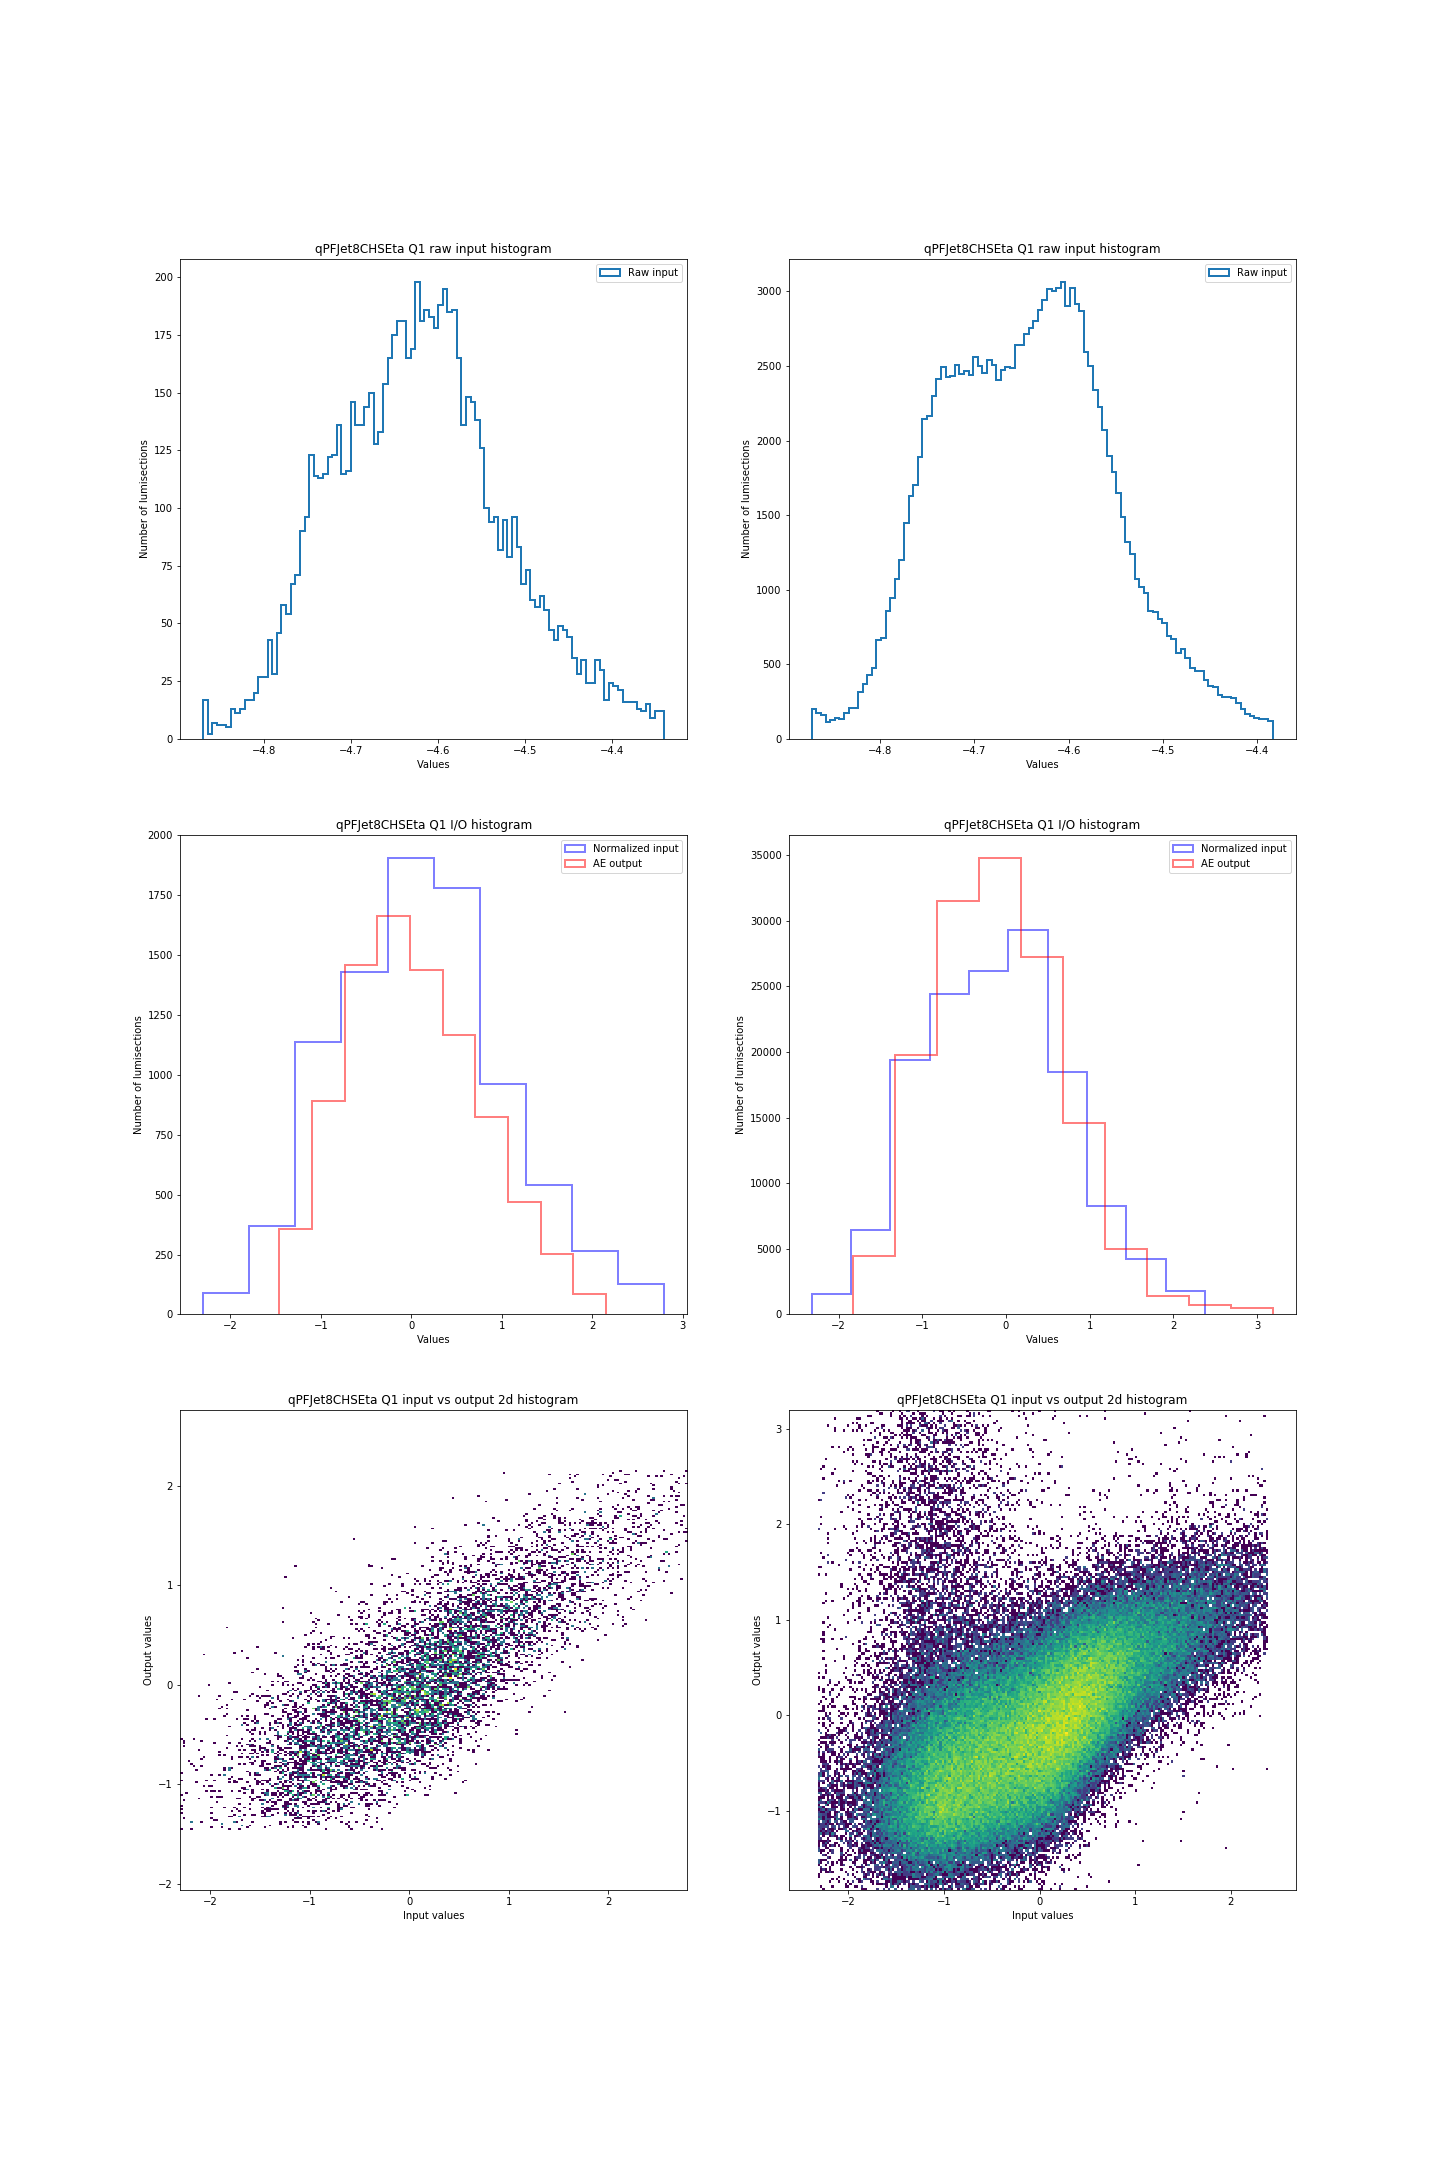 qPFJet8CHSEta Q1 raw input histogram
Raw input
200
175
150
125
100
75
50
25
0
Number of lumisections
−4.8 −4.7 −4.6 −4.5 −4.4
Values
qPFJet8CHSEta Q1 raw input histogram
Raw input
3000
2500
2000
1500
1000
500
0
Number of lumisections
−4.8 −4.7 −4.6 −4.5 −4.4
Values
qPFJet8CHSEta Q1 I/O histogram
Normalized input
AE output
2000
1750
1500
1250
1000
750
500
250
0
Number of lumisections
−2 −1 0 1 2 3
Values
qPFJet8CHSEta Q1 I/O histogram
Normalized input
AE output
35000
30000
25000
20000
15000
10000
5000
0
Number of lumisections
−2 −1 0 1 2 3
Values
qPFJet8CHSEta Q1 input vs output 2d histogram
2
1
0
−1
−2
Output values
−2 −1 0 1 2
Input values
qPFJet8CHSEta Q1 input vs output 2d histogram
3
2
1
0
−1
Output values
−2 −1 0 1 2
Input values